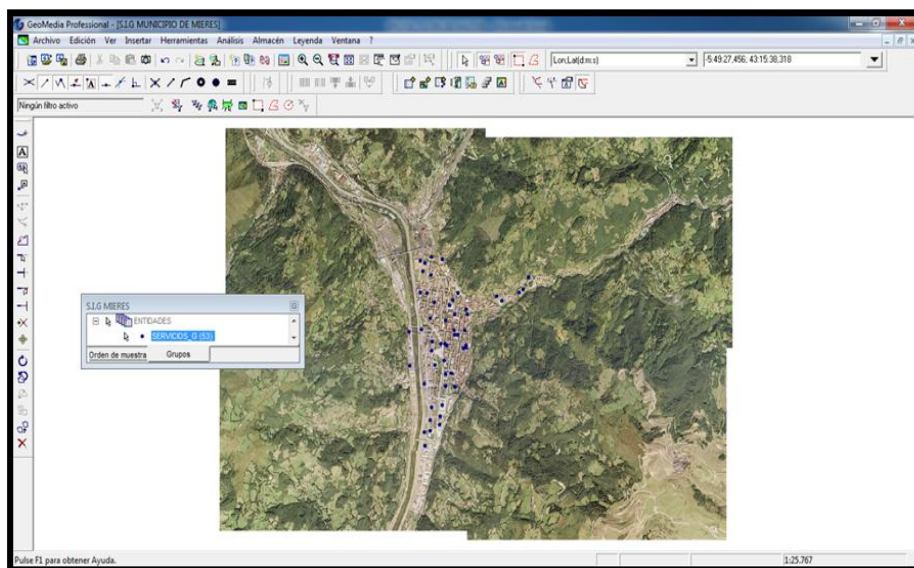 GeoMedia Professional - [S.I.G MUNICIPIO DE MIERES]
Archivo Edición Ver Insertar Herramientas Análisis Almacén Leyenda Ventana ?
Lon;Lat(d:m:s)
-5:49:27,456; 43:15:38,318
Ningún filtro activo
S.I.G MIERES
ENTIDADES
SERVICIOS_G (53)
Orden de muestra
Grupos
Pulse F1 para obtener Ayuda.
1:25.767